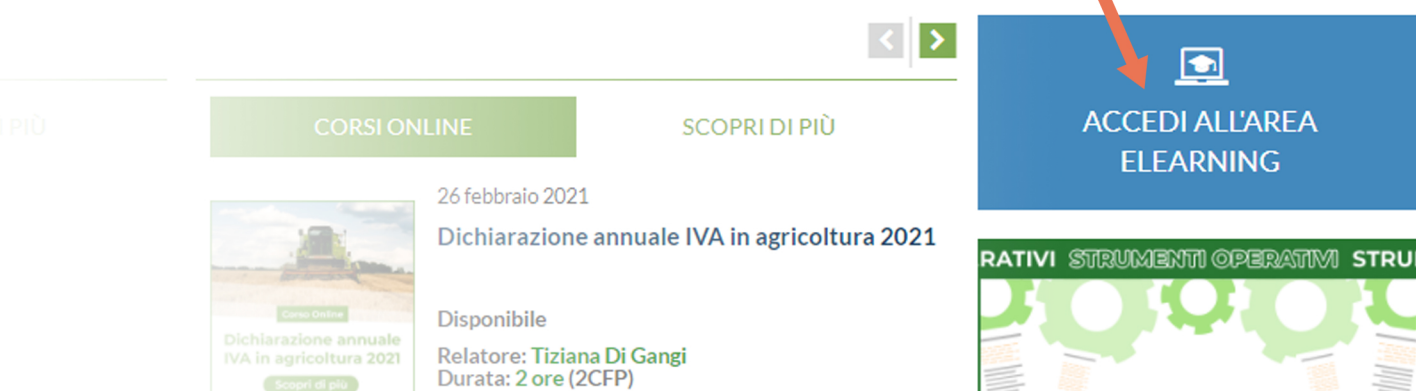 I PIÙ
CORSI ONLINE
SCOPRI DI PIÙ
26 febbraio 2021
Dichiarazione annuale IVA in agricoltura 2021
Corso Online
Dichiarazione annuale
IVA in agricoltura 2021
Scopri di più
Disponibile
Relatore: Tiziana Di Gangi
Durata: 2 ore (2CFP)
ACCEDI ALL'AREA
ELEARNING
RATIVI STRUMENTI OPERATIVI STRU